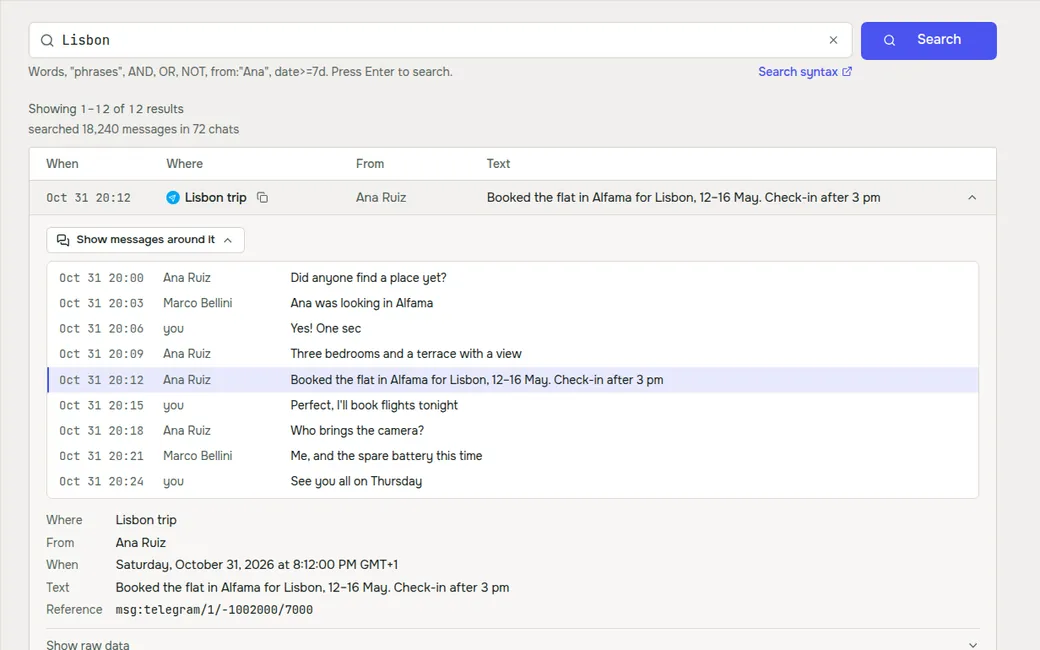 Lisbon
Search
Words, "phrases", AND, OR, NOT, from:"Ana", date>=7d. Press Enter to search.
Search syntax
Showing 1–12 of 12 results
searched 18,240 messages in 72 chats
When Where From Text
Oct 31 20:12 Lisbon trip Ana Ruiz Booked the flat in Alfama for Lisbon, 12–16 May. Check-in after 3 pm
Show messages around it
Oct 31 20:00 Ana Ruiz Did anyone find a place yet?
Oct 31 20:03 Marco Bellini Ana was looking in Alfama
Oct 31 20:06 you Yes! One sec
Oct 31 20:09 Ana Ruiz Three bedrooms and a terrace with a view
Oct 31 20:12 Ana Ruiz Booked the flat in Alfama for Lisbon, 12–16 May. Check-in after 3 pm
Oct 31 20:15 you Perfect, I'll book flights tonight
Oct 31 20:18 Ana Ruiz Who brings the camera?
Oct 31 20:21 Marco Bellini Me, and the spare battery this time
Oct 31 20:24 you See you all on Thursday
Where Lisbon trip
From Ana Ruiz
When Saturday, October 31, 2026 at 8:12:00 PM GMT+1
Text Booked the flat in Alfama for Lisbon, 12–16 May. Check-in after 3 pm
Reference msg:telegram/1/-1002000/7000
Show raw data